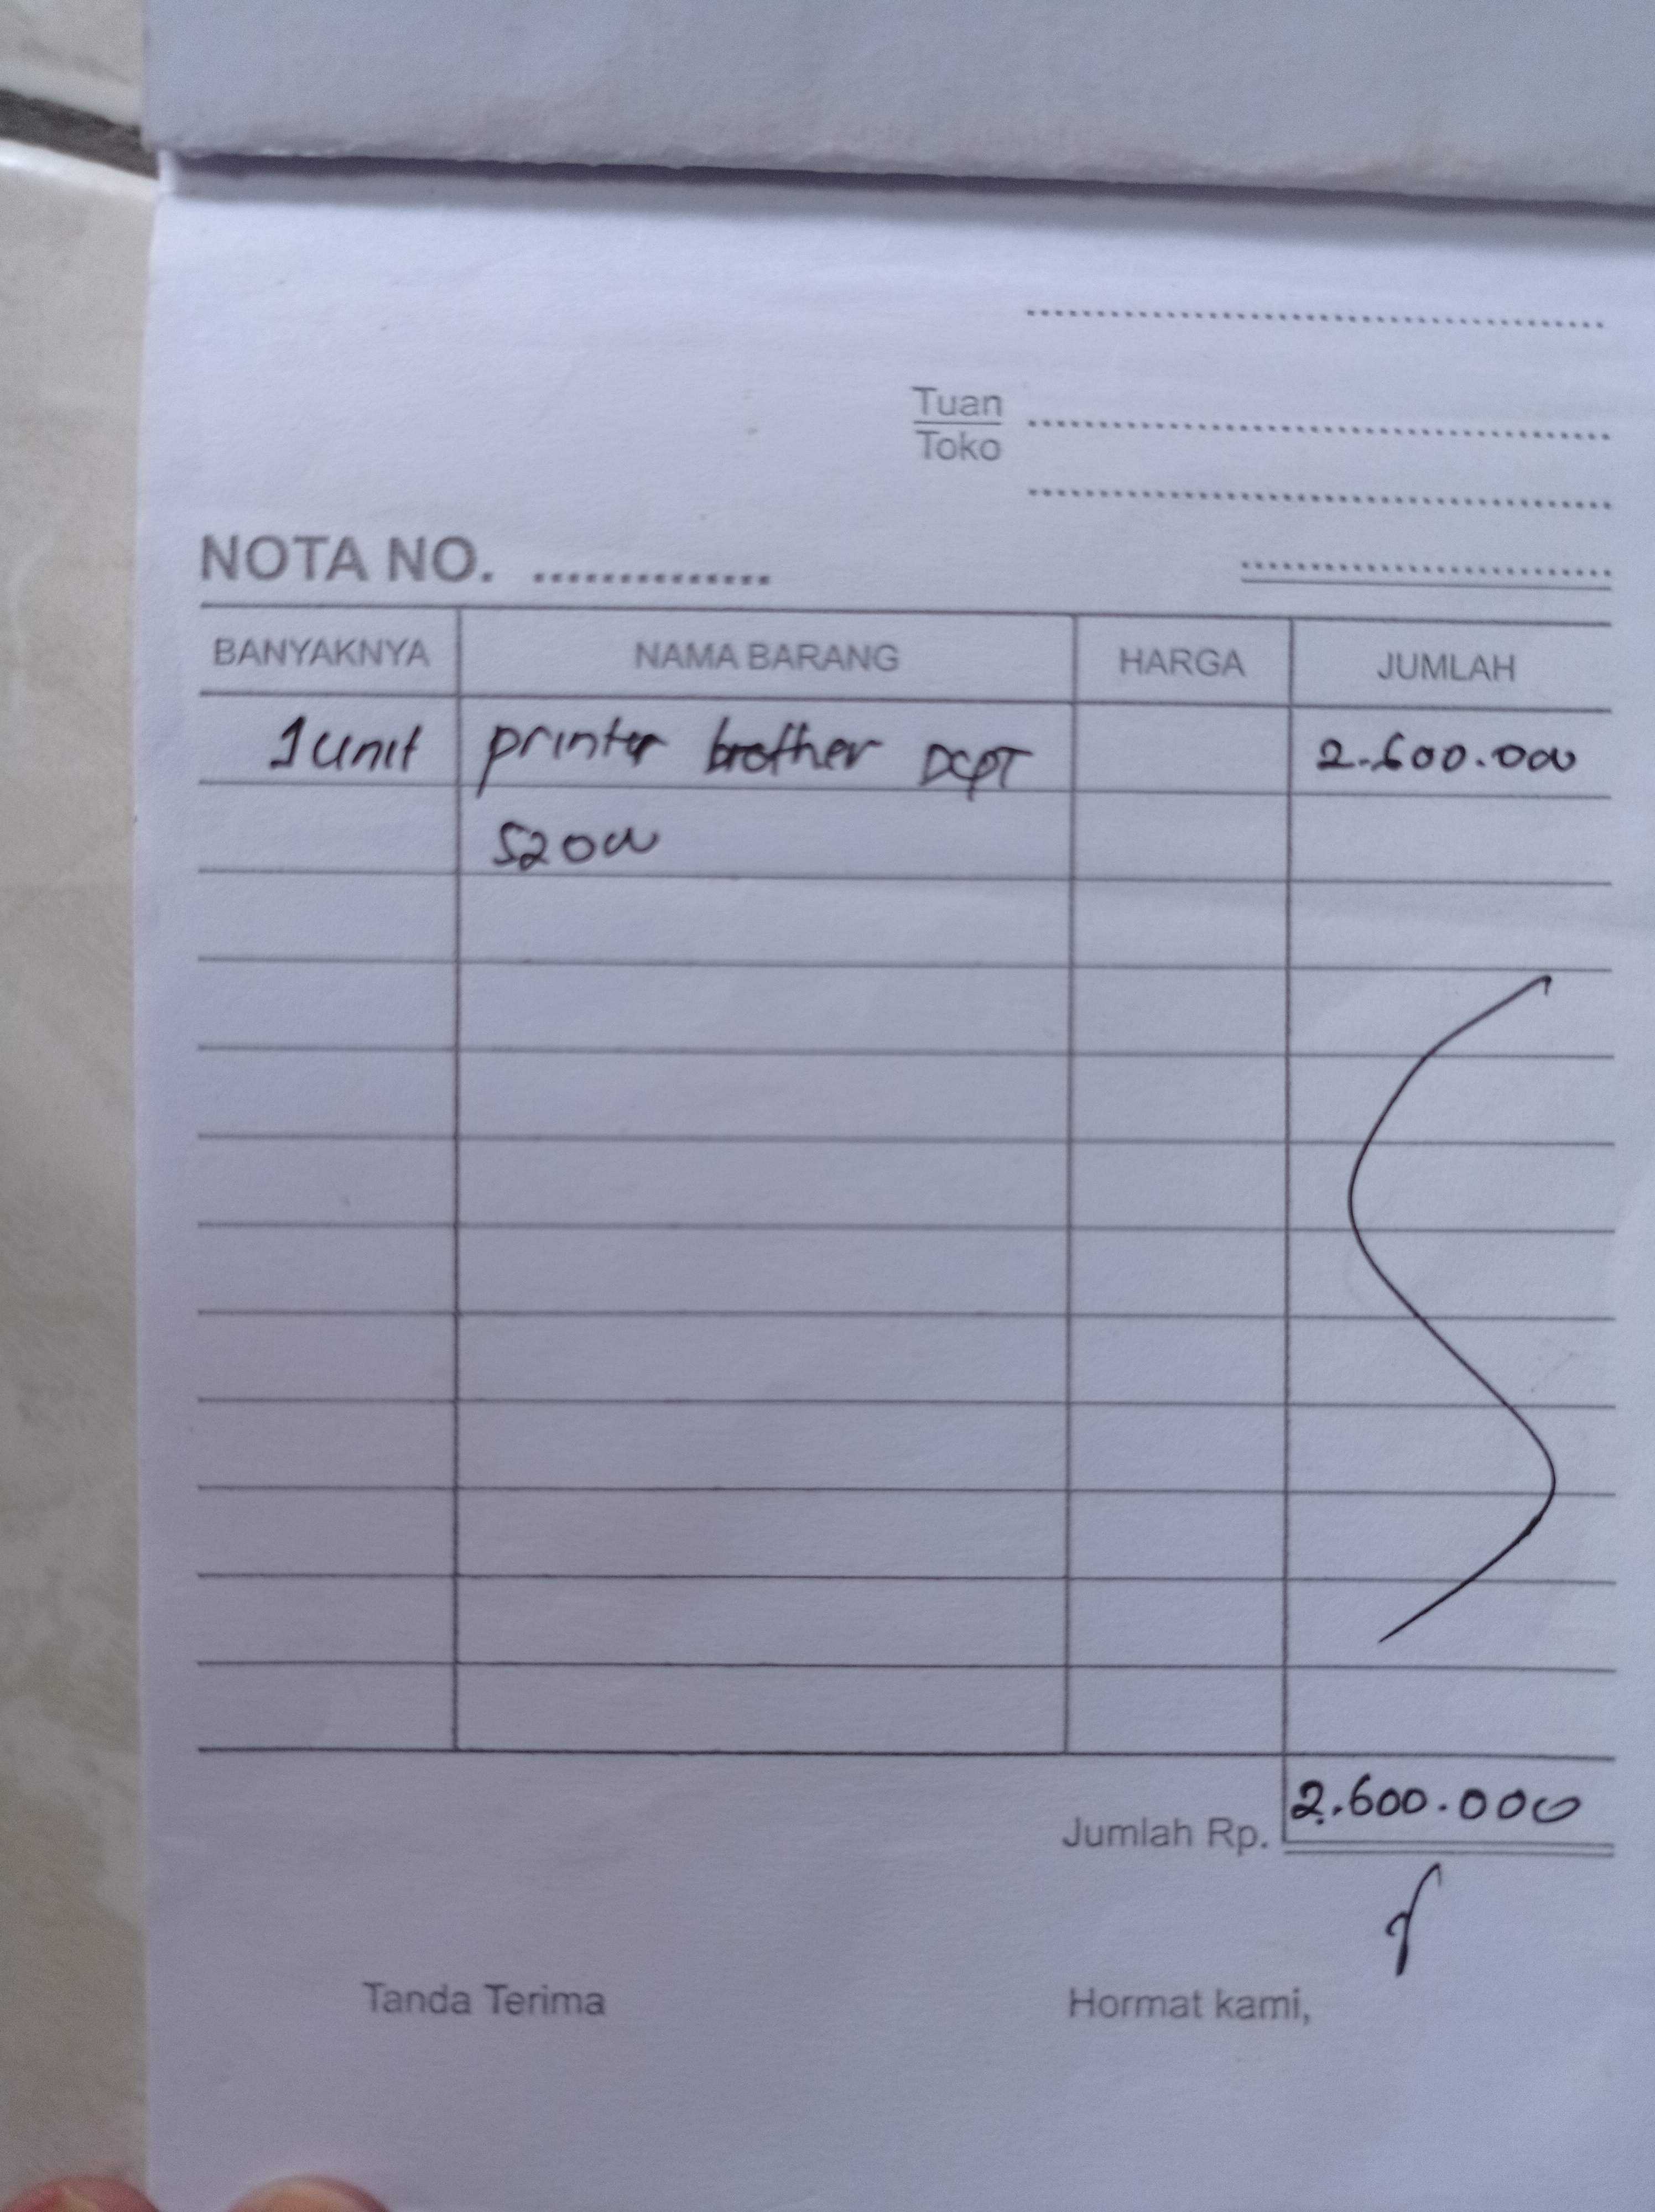 Tuan
Toko
NOTA NO. ..............
BANYAKNYA NAMA BARANG HARGA JUMLAH
1 unit printer brother DCPT 2.600.000
520W
Jumlah Rp. 2.600.000
Tanda Terima Hormat kami,